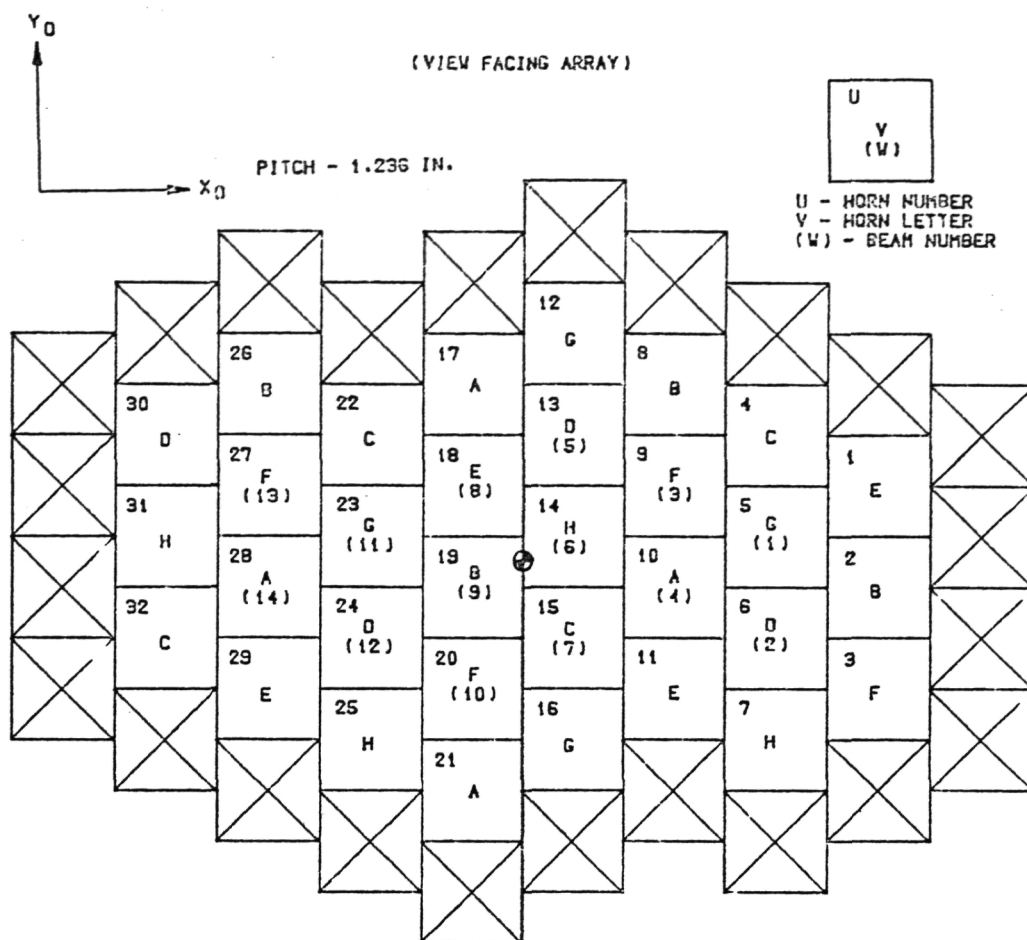 Y0
(VIEW FACING ARRAY)
X0
PITCH - 1.236 IN.
U
V
(W)
U - HORN NUMBER
V - HORN LETTER
(W) - BEAM NUMBER
12
G
26
B
17
A
8
B
30
D
22
C
13
D
(5)
4
C
27
F
(13)
18
E
(8)
9
F
(3)
1
E
31
H
23
G
(11)
14
H
(6)
5
G
(1)
28
A
(14)
19
B
(9)
10
A
(4)
2
B
32
C
24
D
(12)
15
C
(7)
6
D
(2)
29
E
20
F
(10)
11
E
3
F
25
H
16
G
7
H
21
A